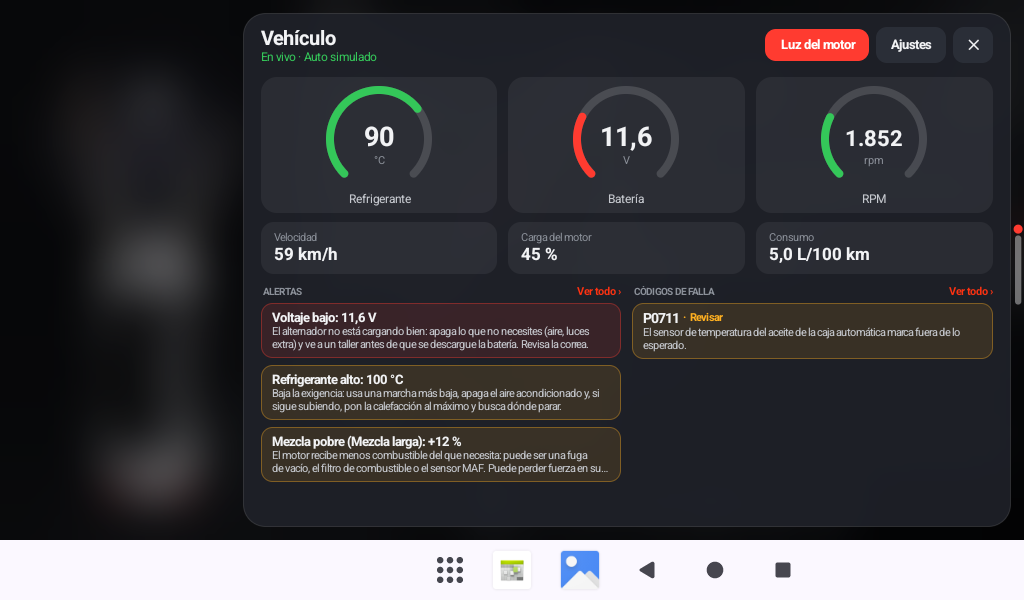 Vehículo
En vivo · Auto simulado
Luz del motor
Ajustes
90
°C
Refrigerante
11,6
V
Batería
1.852
rpm
RPM
Velocidad
59 km/h
Carga del motor
45 %
Consumo
5,0 L/100 km
ALERTAS
Ver todo ›
Voltaje bajo: 11,6 V
El alternador no está cargando bien: apaga lo que no necesites (aire, luces
extra) y ve a un taller antes de que se descargue la batería. Revisa la correa.
Refrigerante alto: 100 °C
Baja la exigencia: usa una marcha más baja, apaga el aire acondicionado y, si
sigue subiendo, pon la calefacción al máximo y busca dónde parar.
Mezcla pobre (Mezcla larga): +12 %
El motor recibe menos combustible del que necesita: puede ser una fuga
de vacío, el filtro de combustible o el sensor MAF. Puede perder fuerza en su...
CÓDIGOS DE FALLA
Ver todo ›
P0711 · Revisar
El sensor de temperatura del aceite de la caja automática marca fuera de lo
esperado.